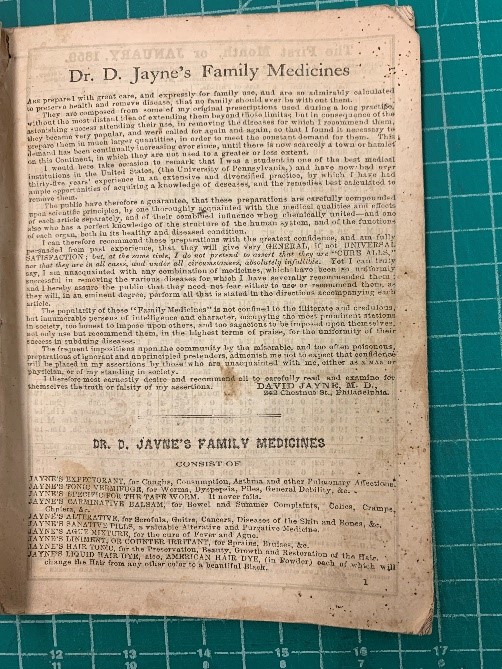 Dr. D. Jayne's Family Medicines
ARE prepared with great care, and expressly for family use, and are so admirably calculated
to preserve health and remove disease, that no family should ever be without them.
They are composed from some of my original prescriptions used during a long practice,
without the most distant idea of extending them beyond those limits; but in consequence of the
astonishing success attending their use, in removing the diseases for which I recommend them,
they became very popular, and were called for again and again, so that I found it necessary to
prepare them in much larger quantities, in order to meet the constant demand for them. This
demand has been continually increasing ever since, until there is now scarcely a town or hamlet
on this Continent, in which they are not used to a greater or less extent.
I would here take occasion to remark that I was a student in one of the best medical
institutions in the United States, (the University of Pennsylvania,) and have now had over
thirty-five years' experience in an extensive and diversified practice, by which I have had
ample opportunities of acquiring a knowledge of diseases, and the remedies best calculated to
remove them.
The public have therefore a guarantee, that these preparations are carefully compounded
upon scientific principles, by one thoroughly acquainted with the medical qualities and effects
of each article separately, and of their combined influence when chemically united—and one
also who has a perfect knowledge of the structure of the human system, and of the functions
of each organ, both in its healthy and diseased condition.
I can therefore recommend these preparations with the greatest confidence, and am fully
persuaded from past experience, that they will give very GENERAL, if not UNIVERSAL
SATISFACTION; but, at the same time, I do not pretend to assert that they are "CURE ALLS,"
nor that they are in all cases, and under all circumstances, absolutely infallible. Yet I can truly
say, I am unacquainted with any combination of medicines, which have been so uniformly
successful in removing the various diseases for which I have severally recommended them;
and I hereby assure the public that they need not fear either to use or recommend them, as
they will, in an eminent degree, perform all that is stated in the directions accompanying each
article.
The popularity of these "Family Medicines" is not confined to the illiterate and credulous,
but innumerable persons of intelligence and character, occupying the most prominent stations
in society, too honest to impose upon others, and too sagacious to be imposed upon themselves,
not only use but recommend them, in the highest terms of praise, for the uniformity of their
success in subduing diseases.
The frequent impositions upon the community by the miserable, and too often poisonous,
preparations of ignorant and unprincipled pretenders, admonish me not to expect that confidence
will be placed in my assertions by those who are unacquainted with me, either as a man or
physician, or of my standing in society.
I therefore most earnestly desire and recommend all to carefully read and examine for
themselves the truth or falsity of my assertions. DAVID JAYNE, M. D.,
242 Chestnut St., Philadelphia.
DR. D. JAYNE'S FAMILY MEDICINES
CONSIST OF
JAYNE'S EXPECTORANT, for Coughs, Consumption, Asthma and other Pulmonary Affections.
JAYNE'S TONIC VERMIFUGE, for Worms, Dyspepsia, Piles, General Debility, &c.
JAYNE'S SPECIFIC FOR THE TAPE WORM. It never fails.
JAYNE'S CARMINATIVE BALSAM, for Bowel and Summer Complaints, Colics, Cramps,
Cholera, &c.
JAYNE'S ALTERATIVE, for Scrofula, Goitre, Cancers, Diseases of the Skin and Bones, &c.
JAYNE'S SANATIVE PILLS, a valuable Alterative and Purgative Medicine.
JAYNE'S AGUE MIXTURE, for the cure of Fever and Ague.
JAYNE'S LINIMENT, OR COUNTER IRRITANT, for Sprains, Bruises, &c.
JAYNE'S HAIR TONIC, for the Preservation, Beauty, Growth and Restoration of the Hair.
JAYNE'S LIQUID HAIR DYE, also, AMERICAN HAIR DYE, (in Powder) each of which will
change the Hair from any other color to a beautiful Black.
1
12 13 14 15 16 17
11 12 13 14 15 16